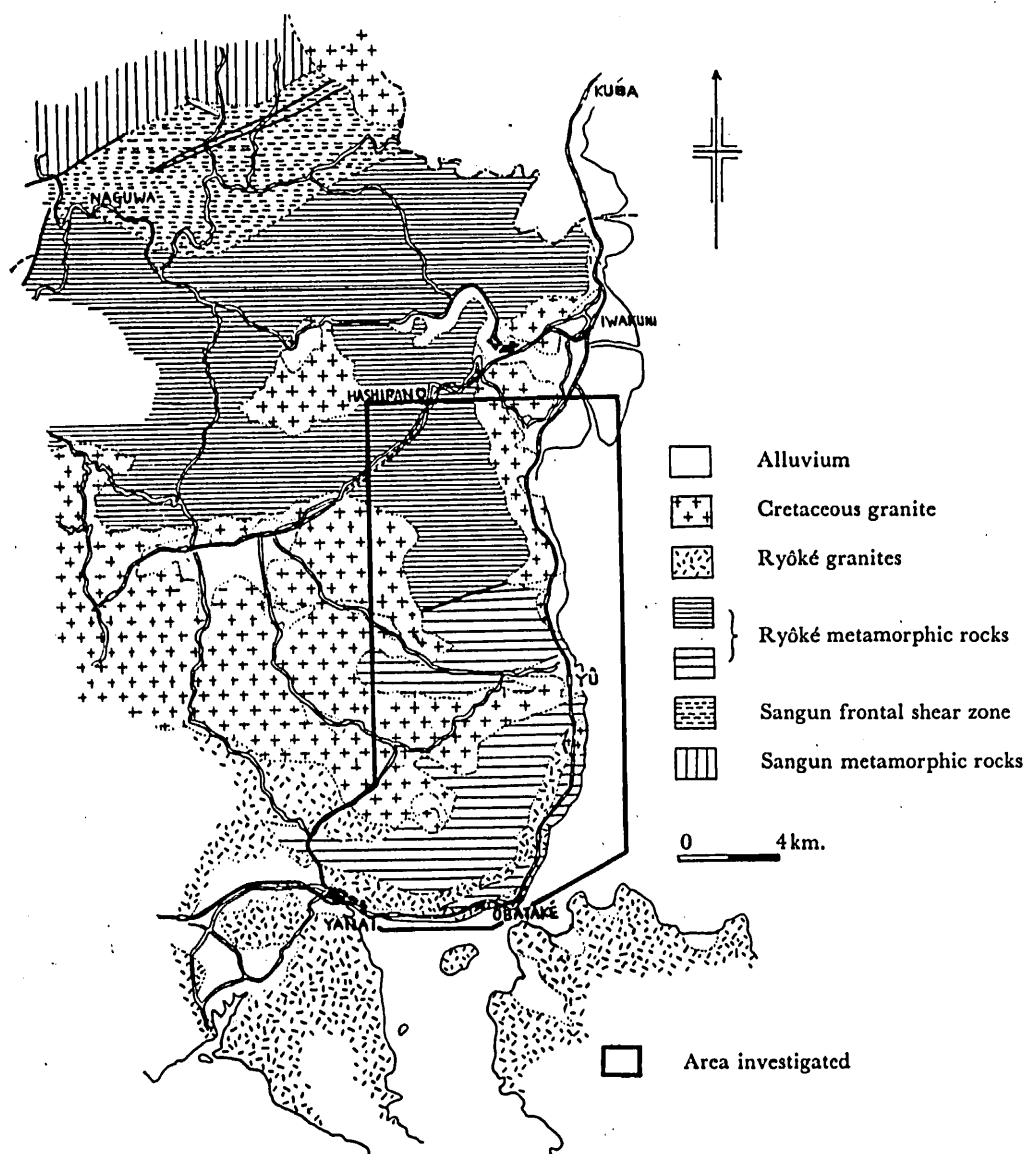 KUBA
NAGUWA
IWAKUNI
HASHIRANO
YÛ
YANAI
ÔBATAKÉ
Alluvium
Cretaceous granite
Ryôké granites
Ryôké metamorphic rocks
Sangun frontal shear zone
Sangun metamorphic rocks
0 4 km.
Area investigated